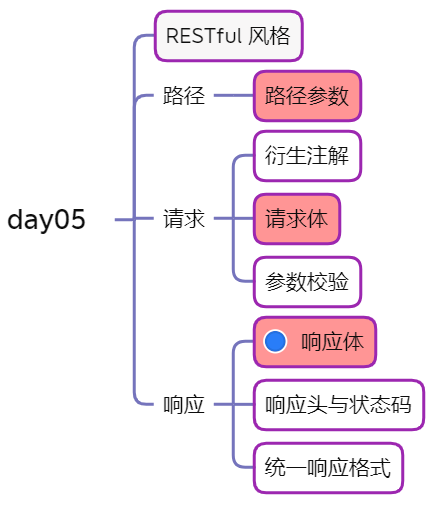 day05
RESTful 风格
路径
路径参数
请求
衍生注解
请求体
参数校验
响应
响应体
响应头与状态码
统一响应格式